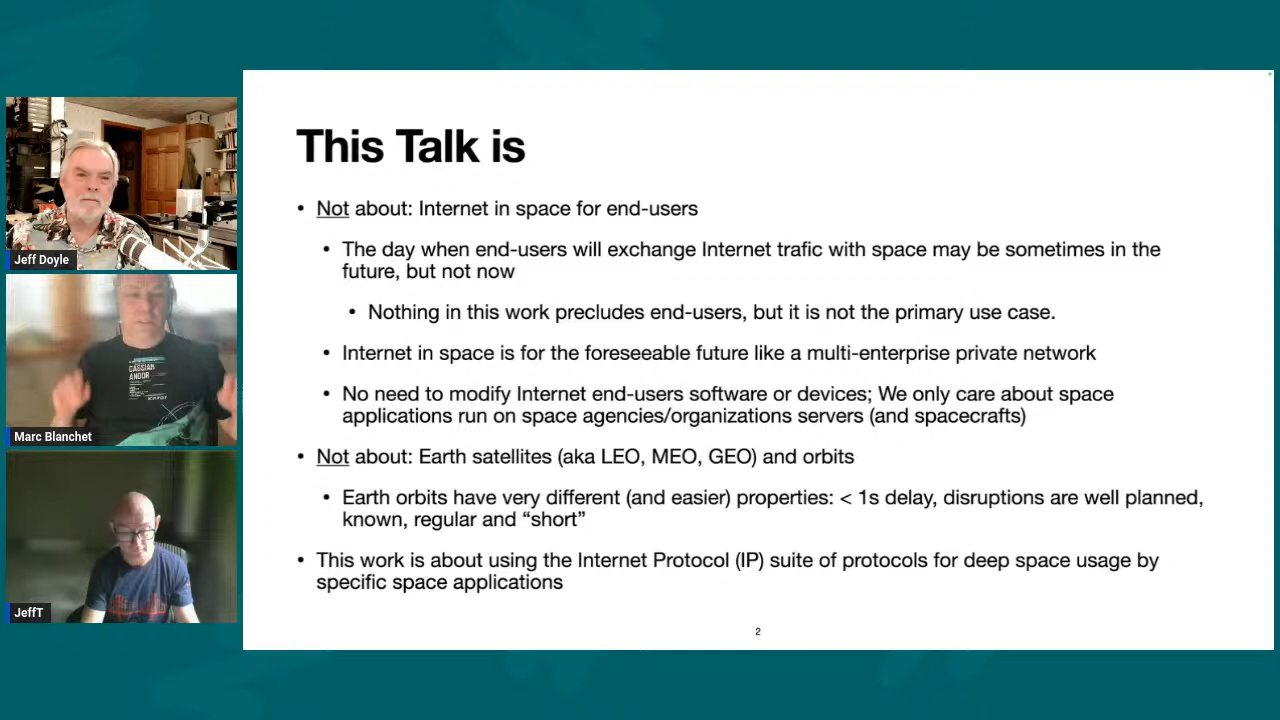 This Talk is
• Not about: Internet in space for end-users
• The day when end-users will exchange Internet trafic with space may be sometimes in the
future, but not now
• Nothing in this work precludes end-users, but it is not the primary use case.
• Internet in space is for the foreseeable future like a multi-enterprise private network
• No need to modify Internet end-users software or devices; We only care about space
applications run on space agencies/organizations servers (and spacecrafts)
• Not about: Earth satellites (aka LEO, MEO, GEO) and orbits
• Earth orbits have very different (and easier) properties: < 1s delay, disruptions are well planned,
known, regular and “short”
• This work is about using the Internet Protocol (IP) suite of protocols for deep space usage by
specific space applications
2
Jeff Doyle
CASSIAN
ANDOR
Marc Blanchet
JeffT